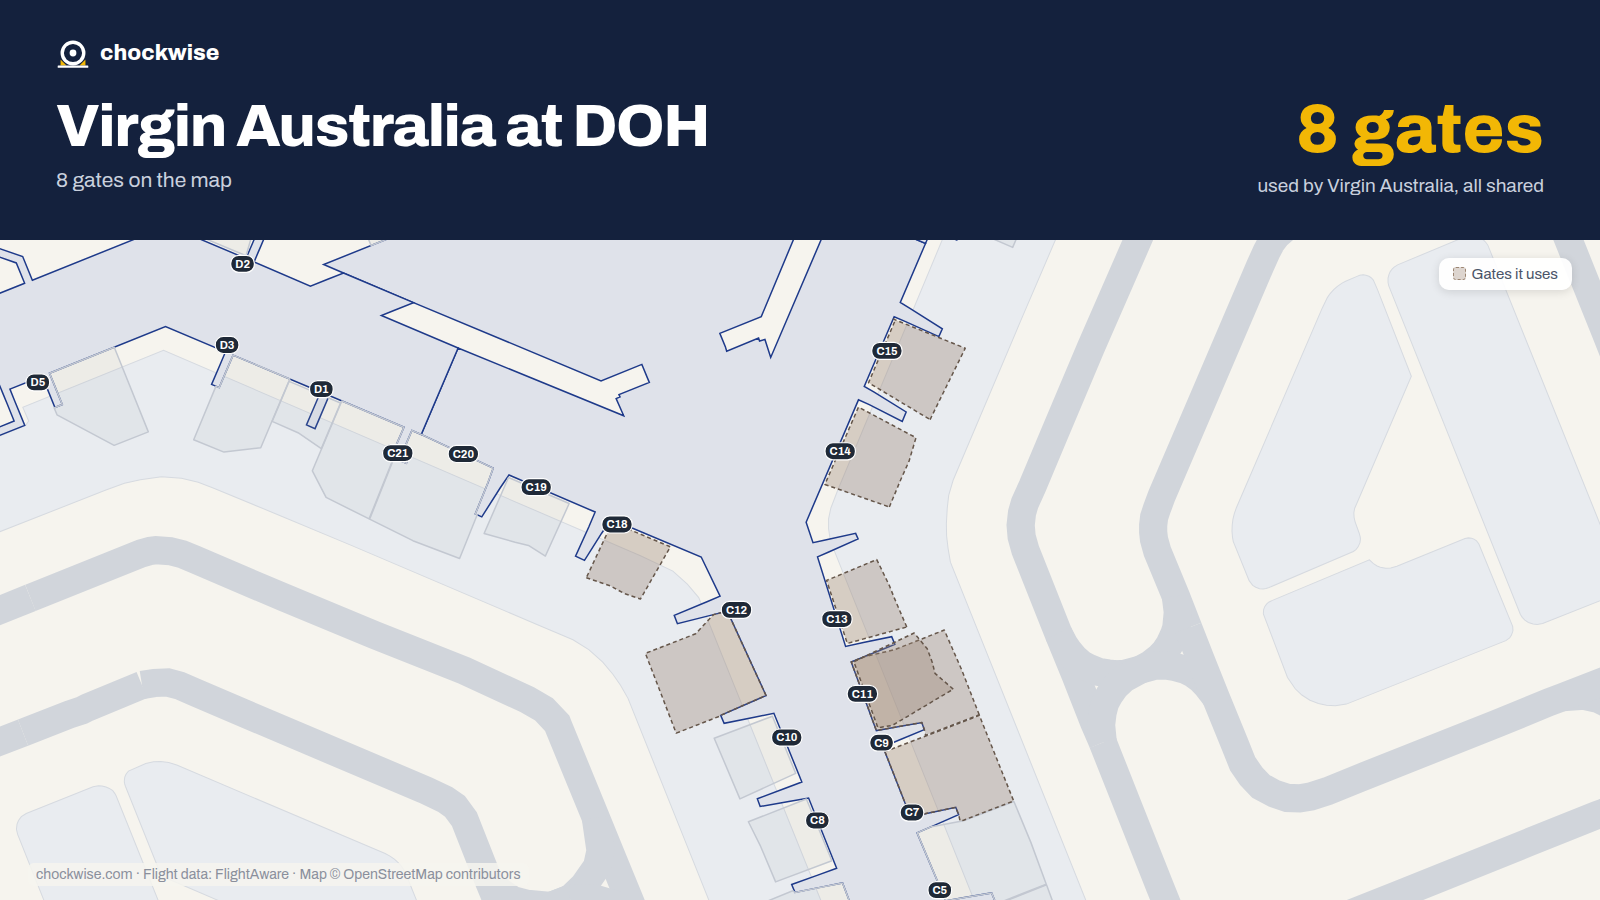 chockwise
Virgin Australia at DOH
8 gates on the map
8 gates
used by Virgin Australia, all shared
Gates it uses
D2
D3
D5
D1
C21
C20
C19
C18
C15
C14
C13
C12
C11
C10
C9
C8
C7
C5
chockwise.com · Flight data: FlightAware · Map © OpenStreetMap contributors